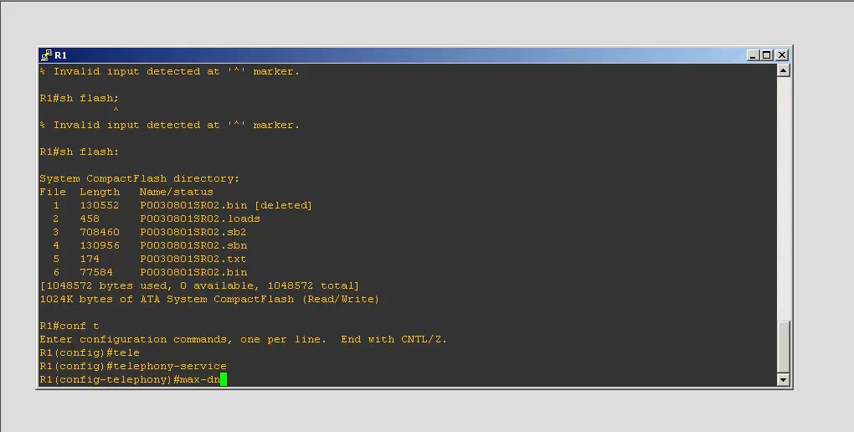 R1
% Invalid input detected at '^' marker.
R1#sh flash;
^
% Invalid input detected at '^' marker.
R1#sh flash:
System CompactFlash directory:
File Length Name/status
1 130552 P0030801SR02.bin [deleted]
2 458 P0030801SR02.loads
3 708460 P0030801SR02.sb2
4 130956 P0030801SR02.sbn
5 174 P0030801SR02.txt
6 77584 P0030801SR02.bin
[1048572 bytes used, 0 available, 1048572 total]
1024K bytes of ATA System CompactFlash (Read/Write)
R1#conf t
Enter configuration commands, one per line. End with CNTL/Z.
R1(config)#tele
R1(config)#telephony-service
R1(config-telephony)#max-dn